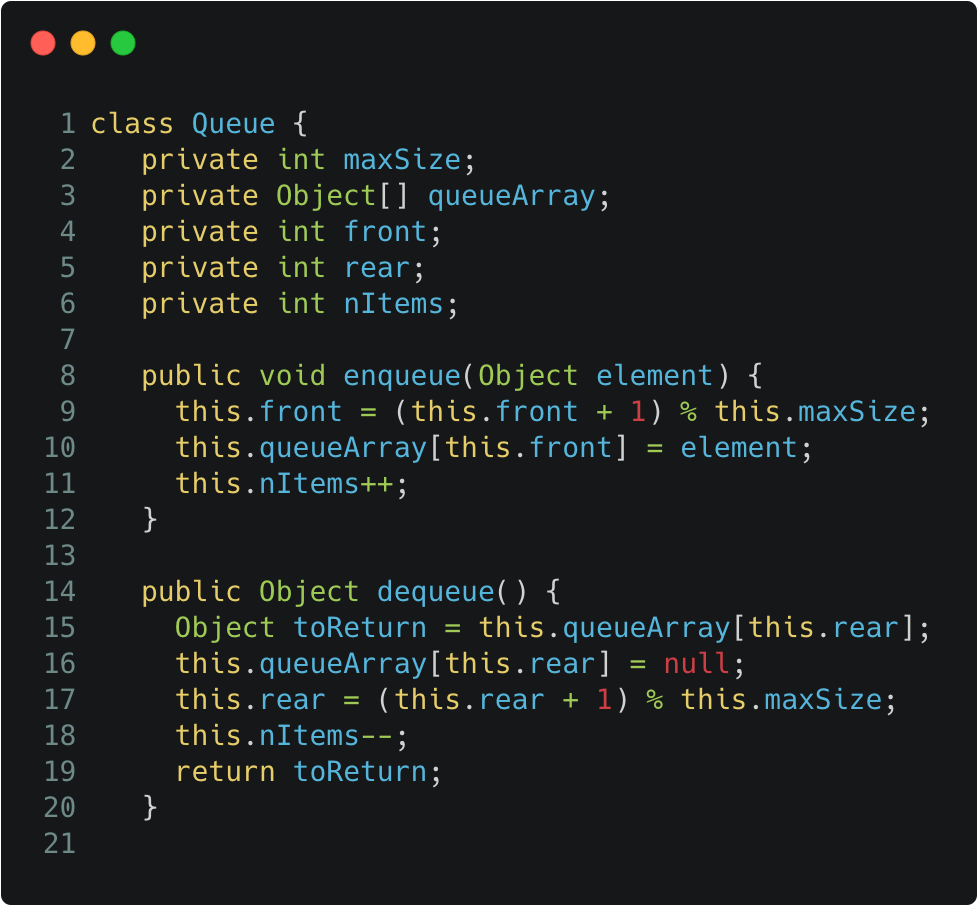 1 class Queue {
2    private int maxSize;
3    private Object[] queueArray;
4    private int front;
5    private int rear;
6    private int nItems;
7
8    public void enqueue(Object element) {
9      this.front = (this.front + 1) % this.maxSize;
10      this.queueArray[this.front] = element;
11      this.nItems++;
12    }
13
14    public Object dequeue() {
15      Object toReturn = this.queueArray[this.rear];
16      this.queueArray[this.rear] = null;
17      this.rear = (this.rear + 1) % this.maxSize;
18      this.nItems--;
19      return toReturn;
20    }
21